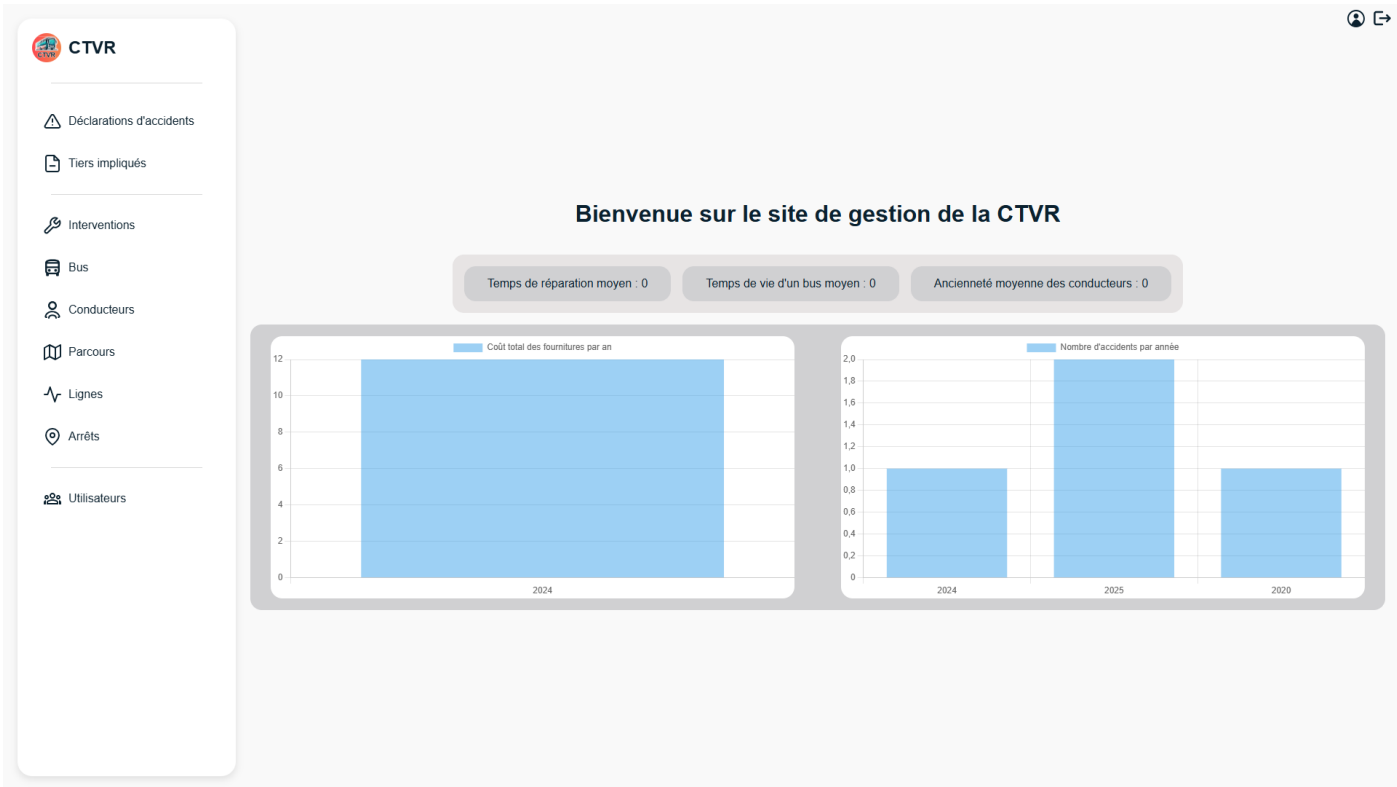 CTVR
CTVR
Déclarations d'accidents
Tiers impliqués
Interventions
Bus
Conducteurs
Parcours
Lignes
Arrêts
Utilisateurs
Bienvenue sur le site de gestion de la CTVR
Temps de réparation moyen : 0 Temps de vie d'un bus moyen : 0 Ancienneté moyenne des conducteurs : 0
Coût total des fournitures par an
12
10
8
6
4
2
0
2024
Nombre d'accidents par année
2,0
1,8
1,6
1,4
1,2
1,0
0,8
0,6
0,4
0,2
0
2024 2025 2020